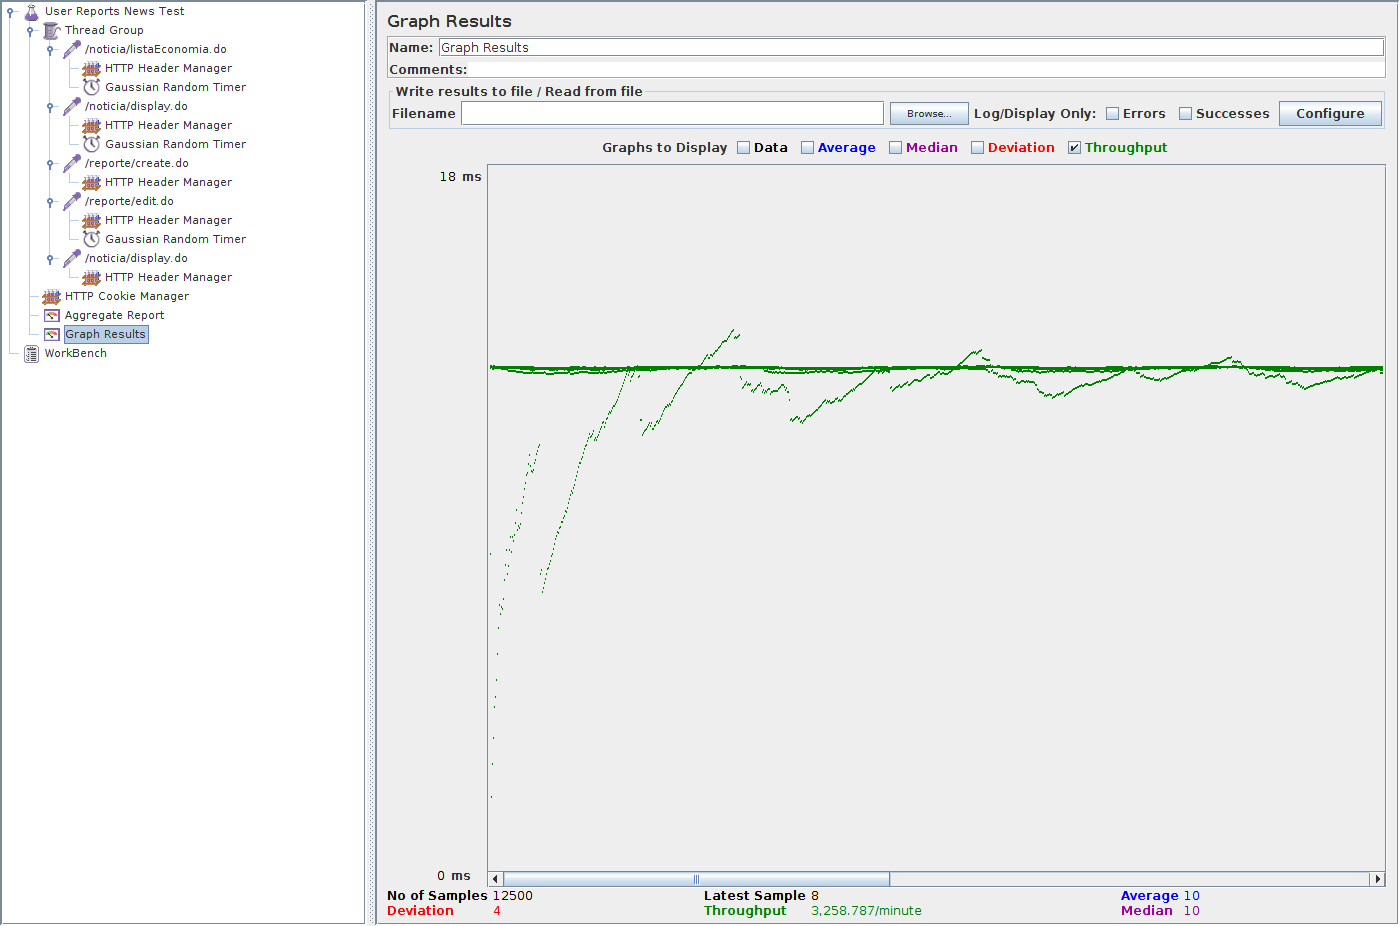 User Reports News Test
Thread Group
/noticia/listaEconomia.do
HTTP Header Manager
Gaussian Random Timer
/noticia/display.do
HTTP Header Manager
Gaussian Random Timer
/reporte/create.do
HTTP Header Manager
/reporte/edit.do
HTTP Header Manager
Gaussian Random Timer
/noticia/display.do
HTTP Header Manager
HTTP Cookie Manager
Aggregate Report
Graph Results
WorkBench
Graph Results
Name: Graph Results
Comments:
Write results to file / Read from file
Filename Browse... Log/Display Only: Errors Successes Configure
Graphs to Display Data Average Median Deviation Throughput
18 ms
0 ms
No of Samples 12500 Latest Sample 8 Average 10
Deviation 4 Throughput 3,258.787/minute Median 10